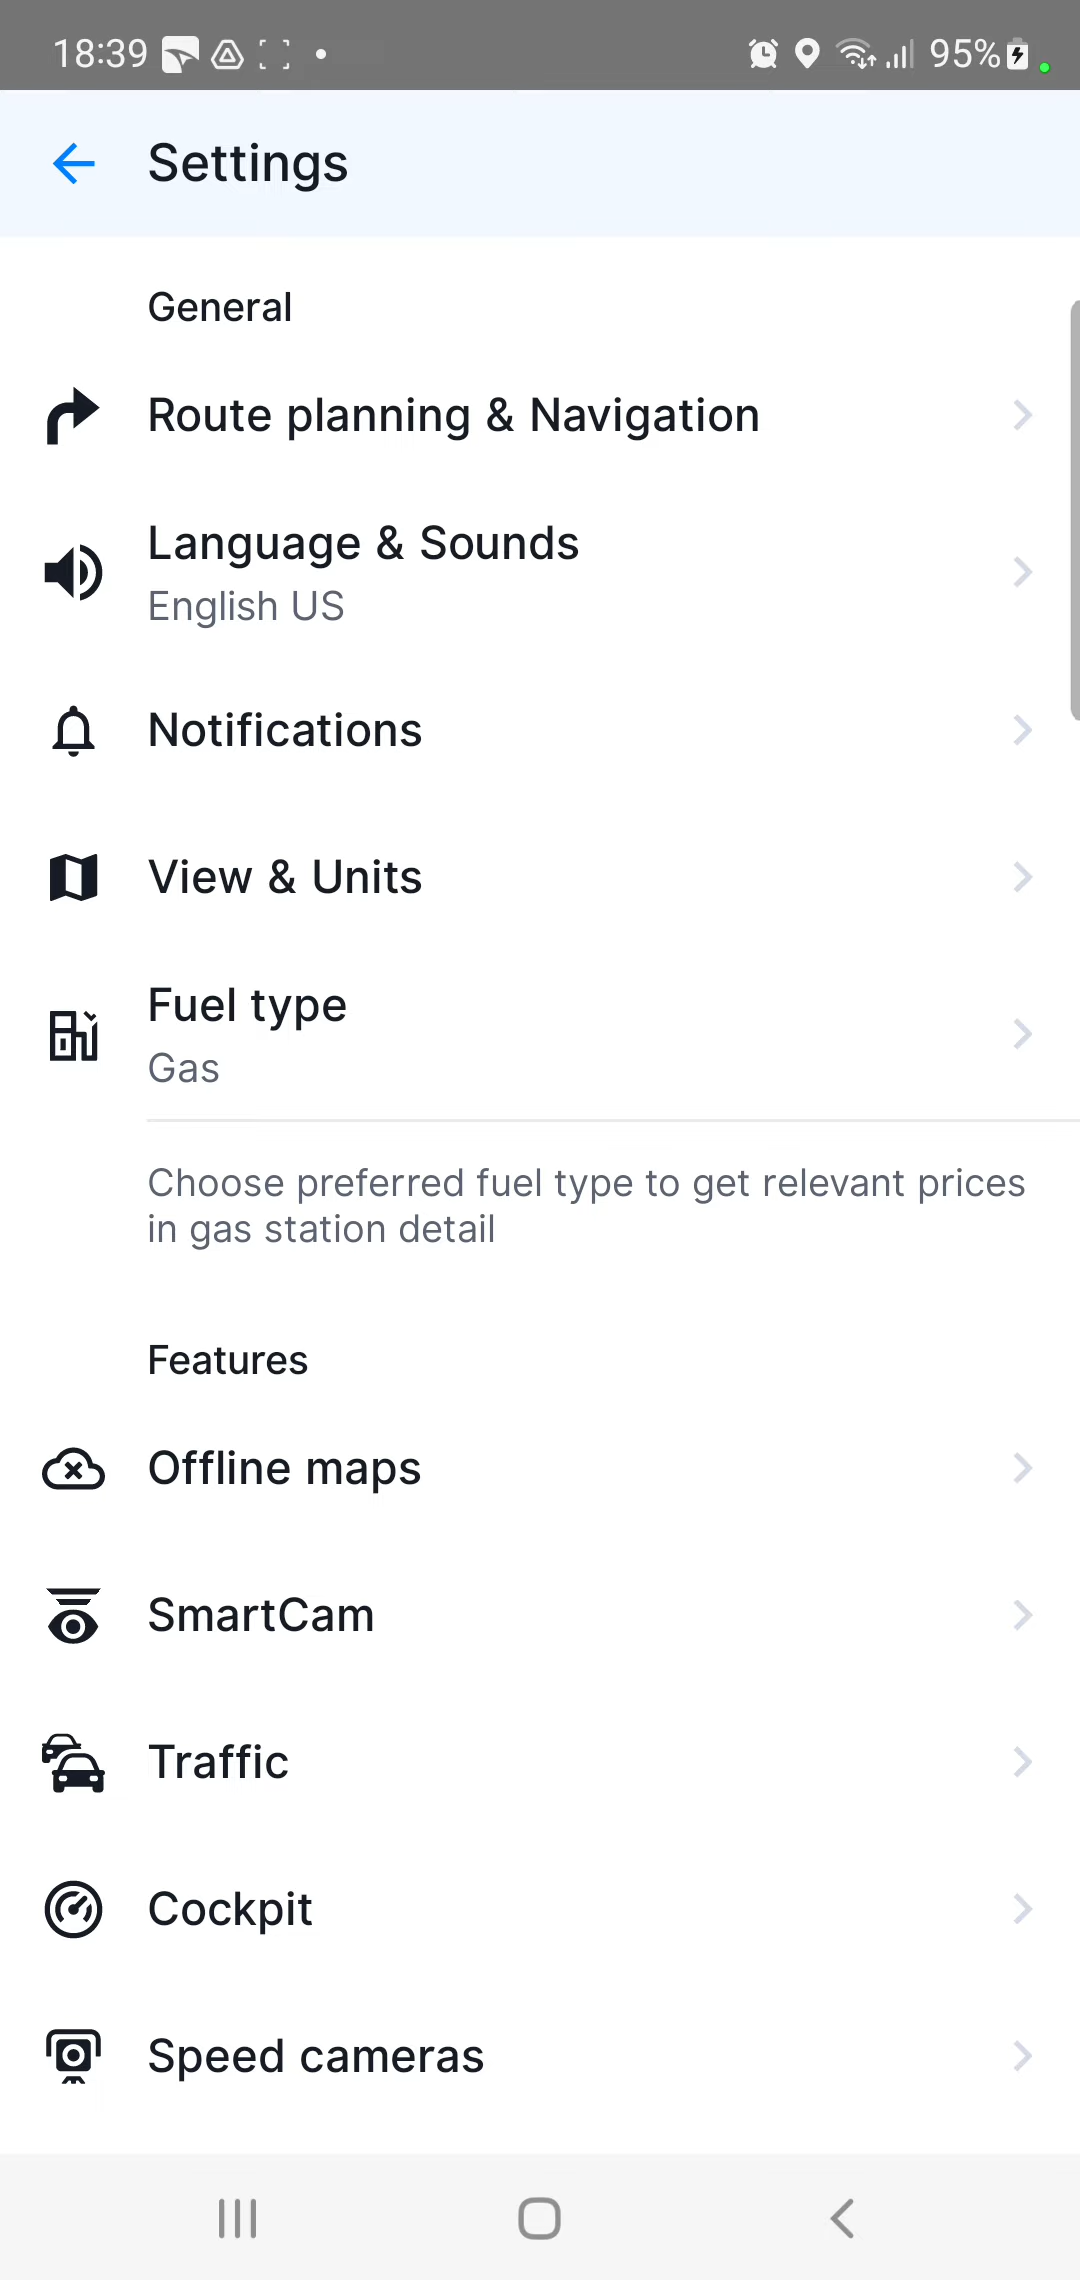 18:39
95%
Settings
General
Route planning & Navigation
Language & Sounds
English US
Notifications
View & Units
Fuel type
Gas
Choose preferred fuel type to get relevant prices
in gas station detail
Features
Offline maps
SmartCam
Traffic
Cockpit
Speed cameras